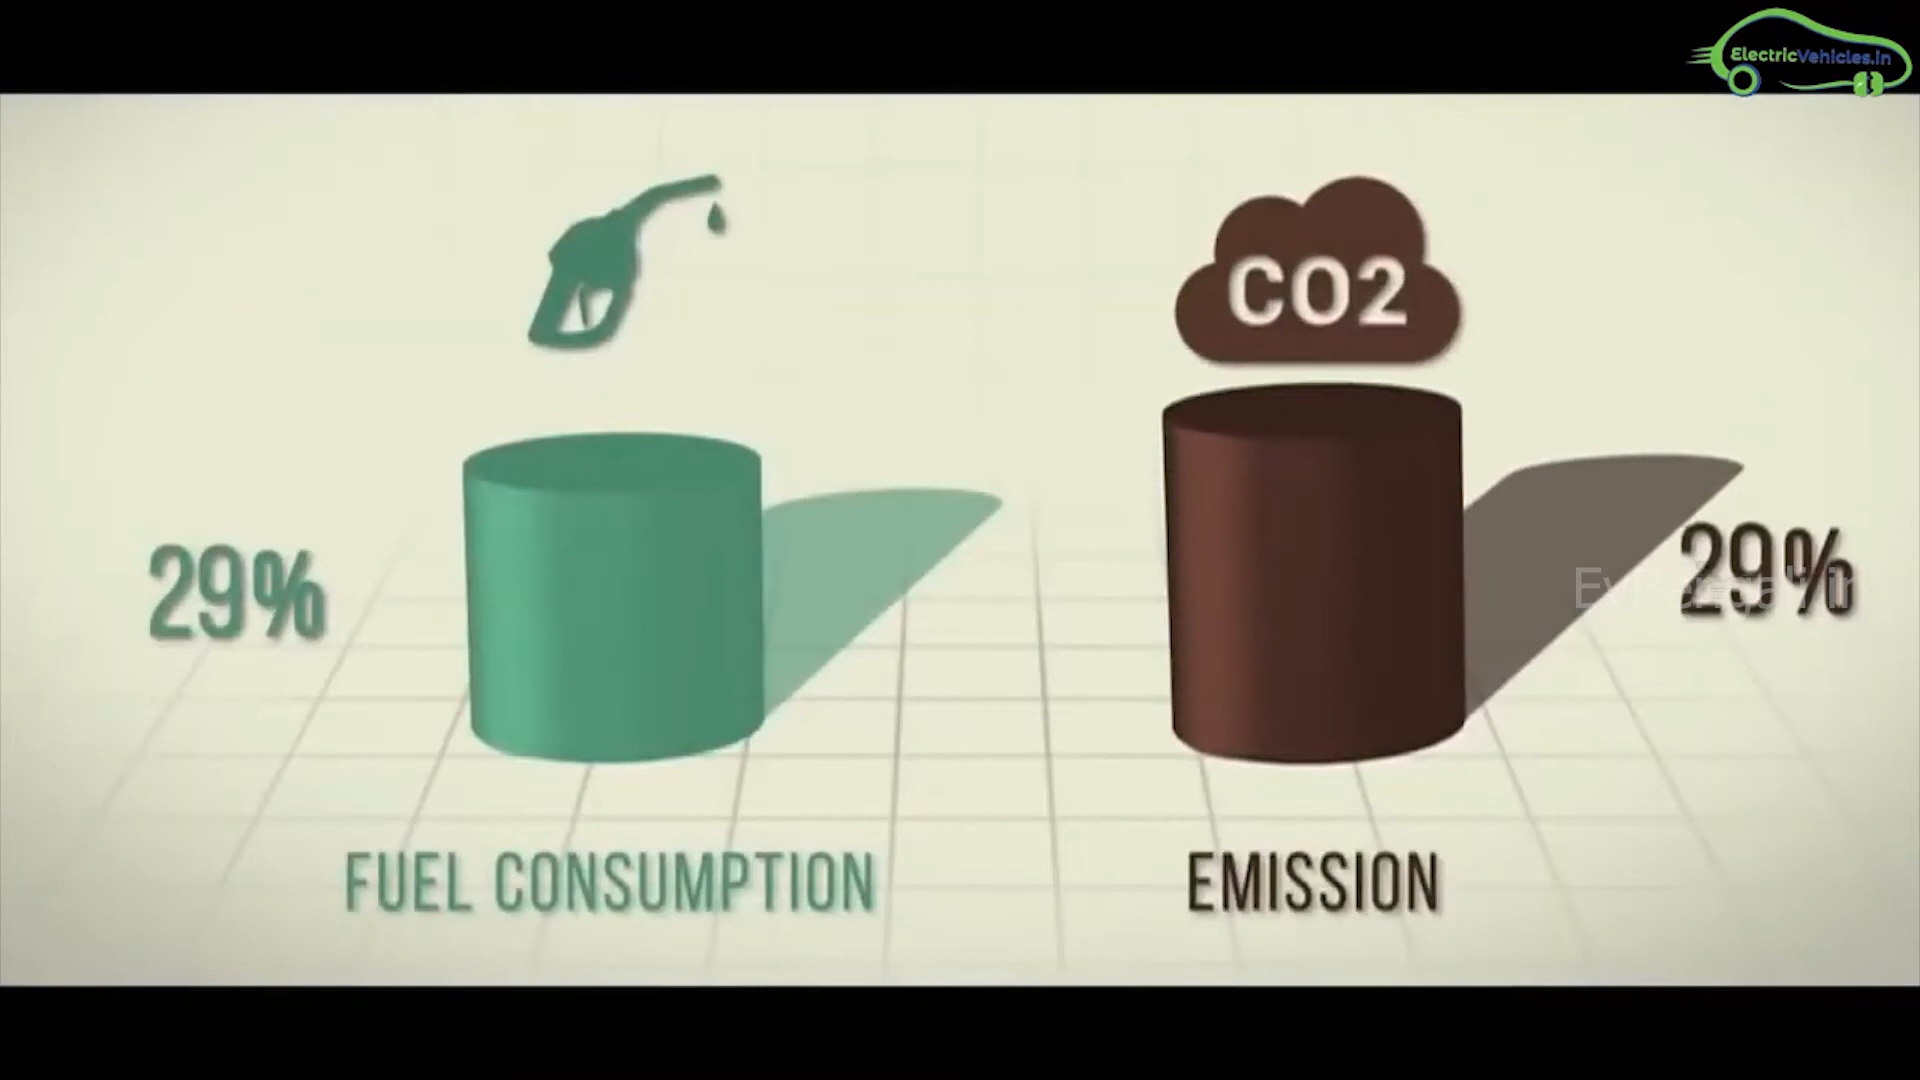 ElectricVehicles.in
CO2
29%
29%
FUEL CONSUMPTION
EMISSION